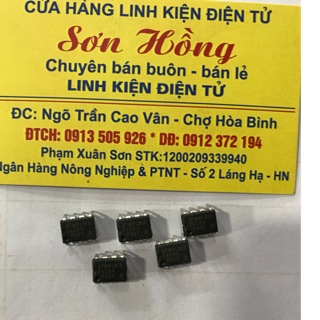 CỬA HÀNG LINH KIỆN ĐIỆN TỬ
Sơn Hồng
Chuyên bán buôn - bán lẻ
LINH KIỆN ĐIỆN TỬ
ĐC: Ngõ Trần Cao Vân - Chợ Hòa Bình
ĐTCH: 0913 505 926 * DĐ: 0912 372 194
Phạm Xuân Sơn STK:1200209339940
Ngân Hàng Nông Nghiệp & PTNT - Số 2 Láng Hạ - HN